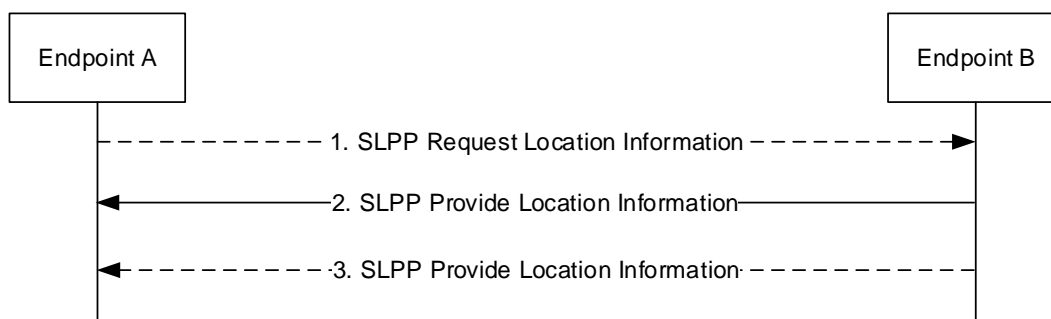 Endpoint A
Endpoint B
1. SLPP Request Location Information
2. SLPP Provide Location Information
3. SLPP Provide Location Information